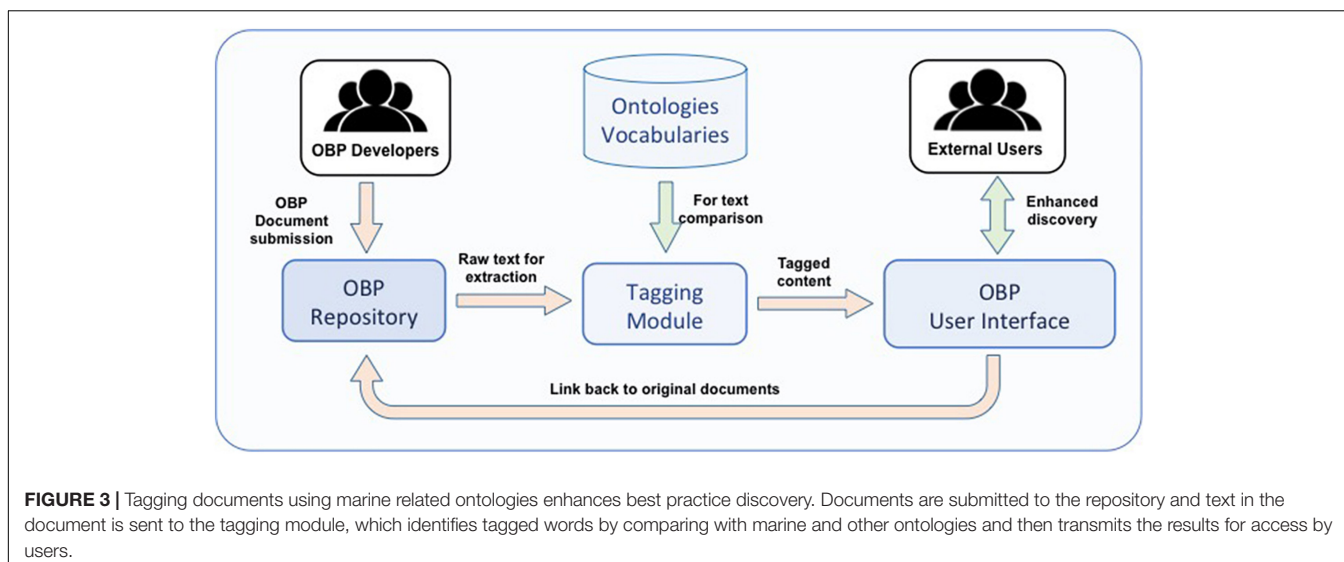 OBP Developers
Ontologies
Vocabularies
External Users
OBP
Document
submission
For text
comparison
Enhanced
discovery
OBP
Repository
Raw text for
extraction
Tagging
Module
Tagged
content
OBP
User Interface
Link back to original documents
FIGURE 3 | Tagging documents using marine related ontologies enhances best practice discovery. Documents are submitted to the repository and text in the
document is sent to the tagging module, which identifies tagged words by comparing with marine and other ontologies and then transmits the results for access by
users.